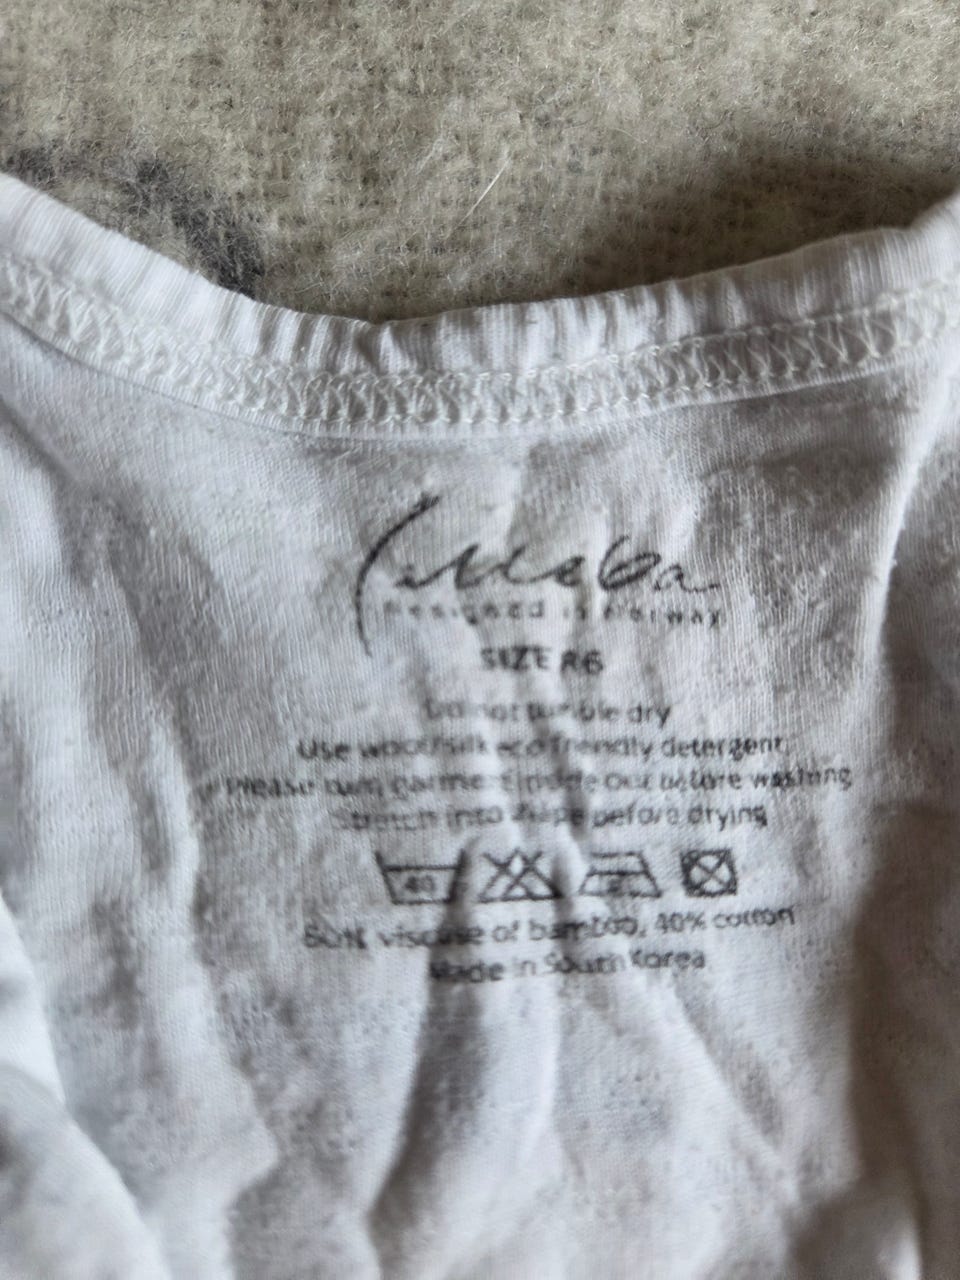 Designed in Norway
SIZE 86
Do not tumble dry
Use wool/silk eco friendly detergent
Please turn garment inside out before washing
Stretch into shape before drying
40
60% viscose of bamboo, 40% cotton
Made in South Korea